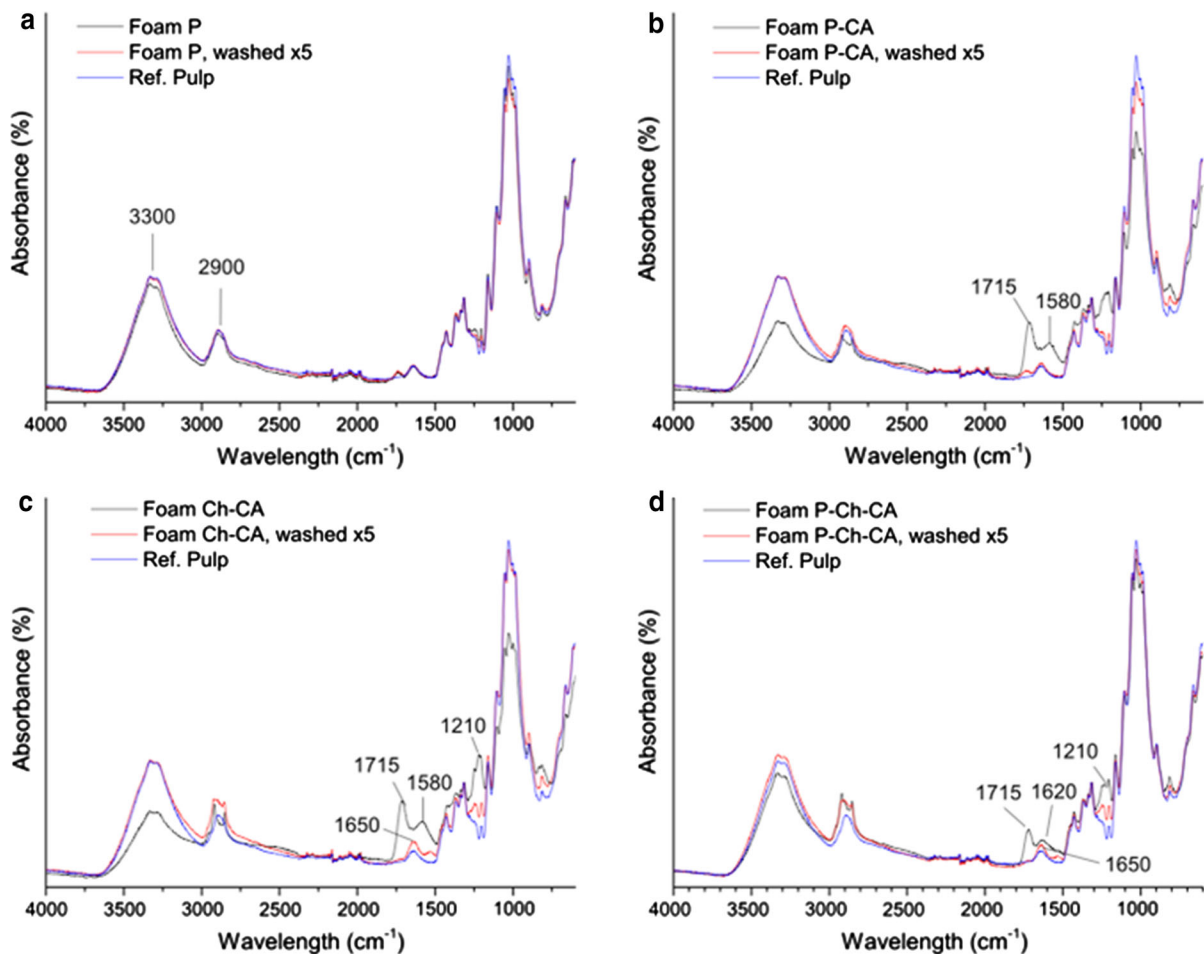 a
Foam P
Foam P, washed x5
Ref. Pulp
3300
2900
Absorbance (%)
4000 3500 3000 2500 2000 1500 1000
Wavelength (cm-1)
b
Foam P-CA
Foam P-CA, washed x5
Ref. Pulp
1715
1580
Absorbance (%)
4000 3500 3000 2500 2000 1500 1000
Wavelength (cm-1)
c
Foam Ch-CA
Foam Ch-CA, washed x5
Ref. Pulp
1210
1715
1580
1650
Absorbance (%)
4000 3500 3000 2500 2000 1500 1000
Wavelength (cm-1)
d
Foam P-Ch-CA
Foam P-Ch-CA, washed x5
Ref. Pulp
1210
1715 1620
1650
Absorbance (%)
4000 3500 3000 2500 2000 1500 1000
Wavelength (cm-1)